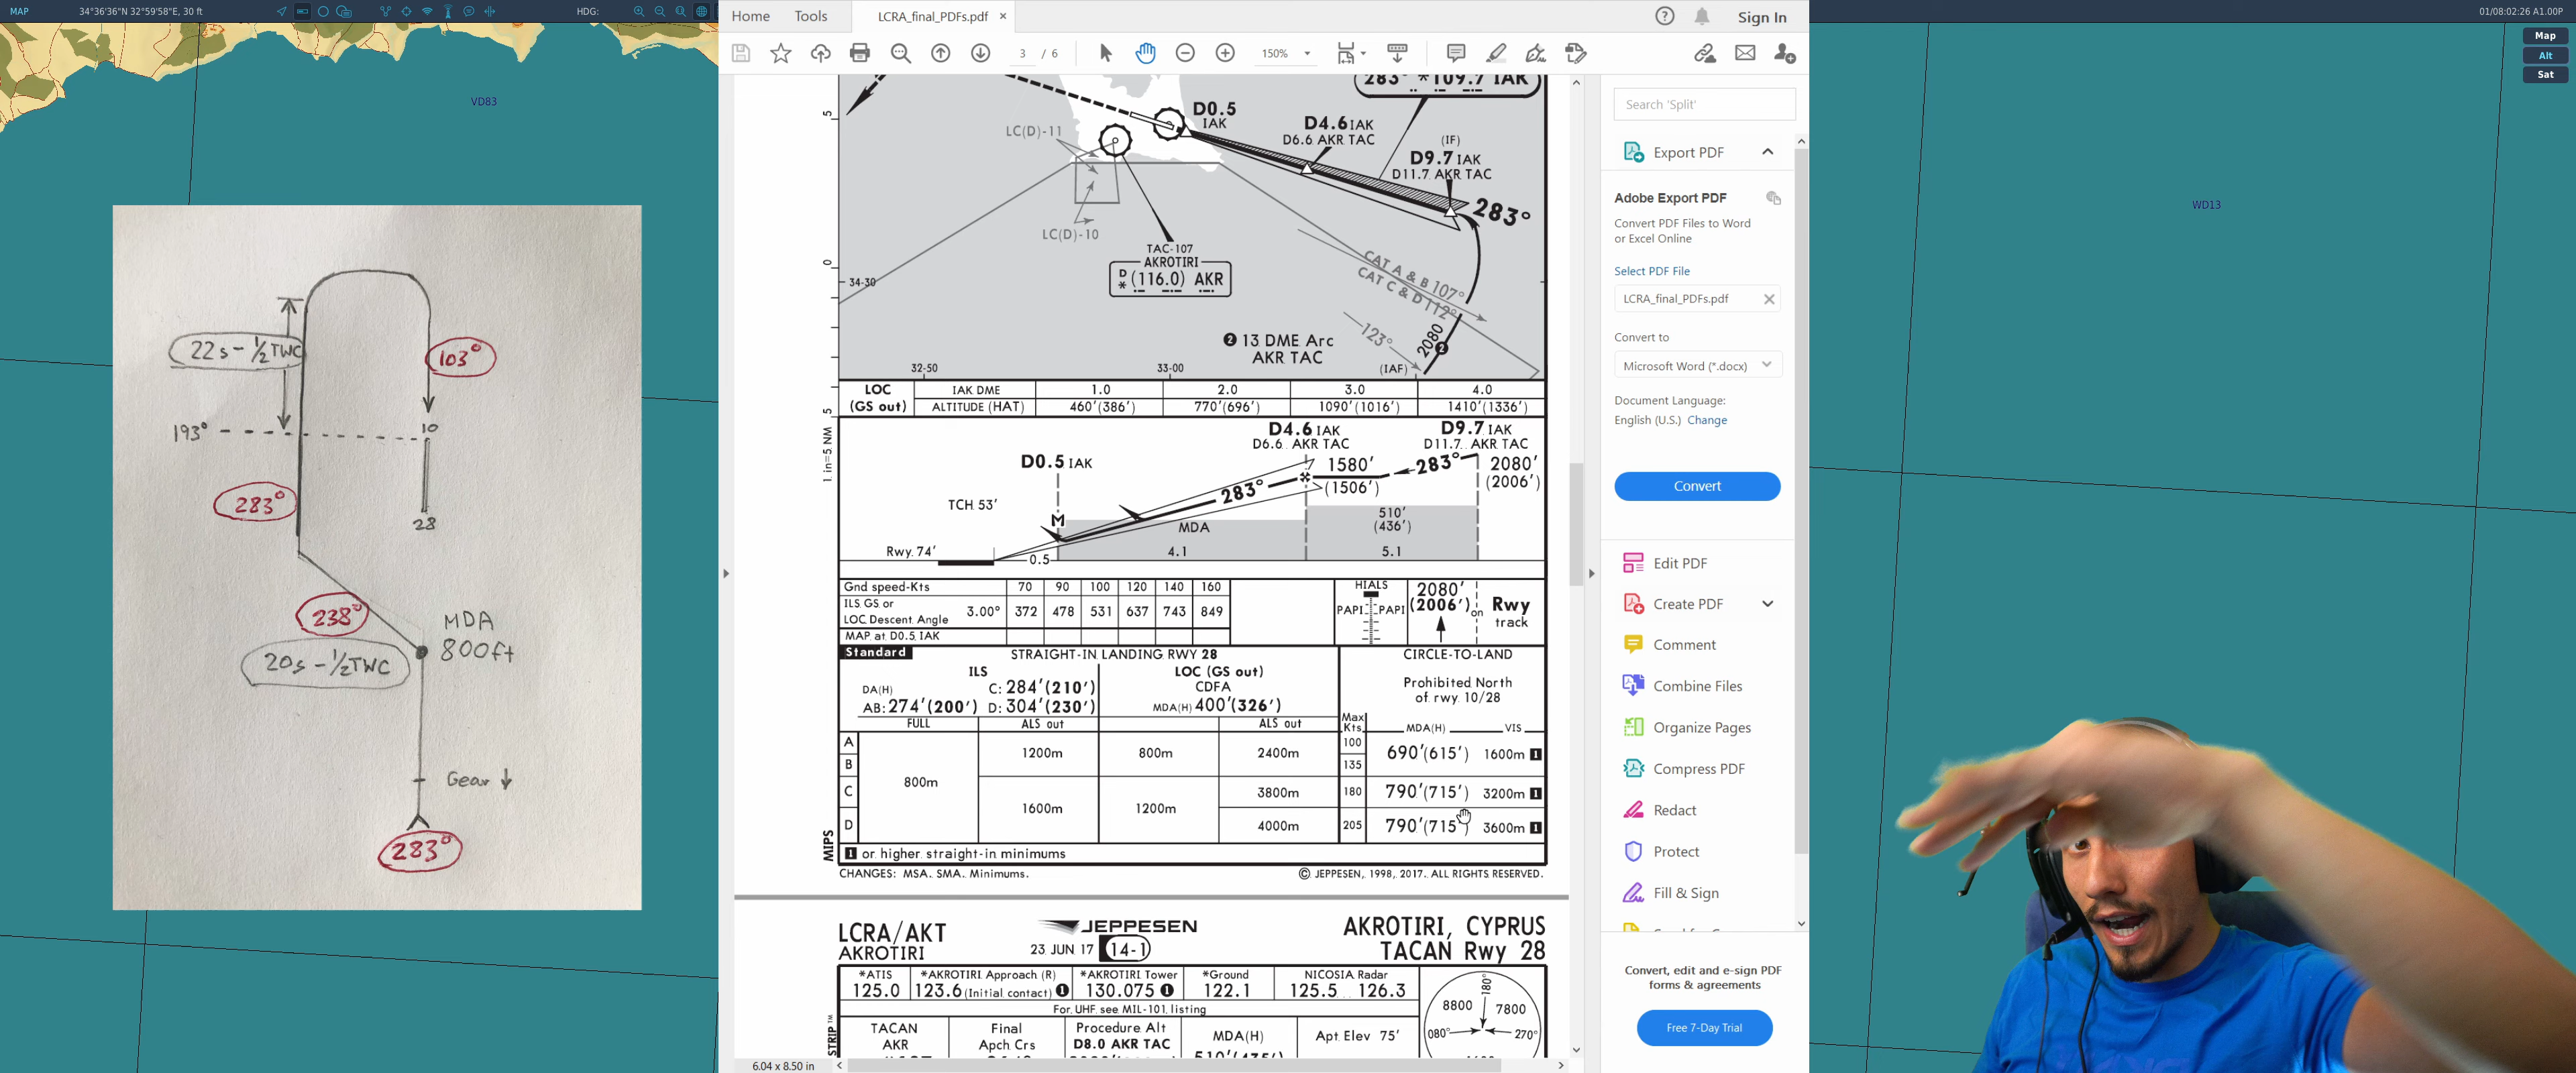 MAP
34°36'36"N 32°59'58"E, 30 ft
HDG:
VD83
22s - ½TWC
103°
193°
10
283°
28
238°
MDA
800ft
20s - ½TWC
Gear ↓
283°
Home
Tools
LCRA_final_PDFs.pdf
Sign In
3 / 6
150%
283° *109.7 IAK
D0.5
IAK
LC(D)-11
D4.6 IAK
D6.6 AKR TAC
(IF)
D9.7 IAK
D11.7 AKR TAC
283°
LC(D)-10
TAC-107
AKROTIRI
D
* (116.0) AKR
34-30
CAT A & B 107°
CAT C & D 112°
123°
2080
2
2 13 DME Arc
AKR TAC
32-50
33-00
(IAF)
5
0
5
1 in=5 NM
LOC
(GS out)
IAK DME 1.0 2.0 3.0 4.0
ALTITUDE (HAT) 460'(386') 770'(696') 1090'(1016') 1410'(1336')
D4.6 IAK
D6.6 AKR TAC
D9.7 IAK
D11.7 AKR TAC
D0.5 IAK
1580'
(1506')
283°
2080'
(2006')
283°
TCH 53'
M
MDA
510'
(436')
Rwy 74'
0.5
4.1
5.1
Gnd speed-Kts 70 90 100 120 140 160
ILS GS or
LOC Descent Angle 3.00° 372 478 531 637 743 849
MAP at D0.5 IAK
HIALS
PAPI PAPI
2080'
(2006')
on
Rwy
track
Standard
STRAIGHT-IN LANDING RWY 28
CIRCLE-TO-LAND
ILS
LOC (GS out)
CDFA
DA(H)
C: 284'(210')
AB: 274'(200') D: 304'(230')
MDA(H) 400'(326')
Prohibited North
of rwy 10/28
FULL
ALS out
ALS out
Max
Kts
MDA(H)
VIS
A
B
C
D
800m
1200m
1600m
800m
1200m
2400m
3800m
4000m
100
135
180
205
690'(615') 1600m 1
790'(715') 3200m 1
790'(715') 3600m 1
1 or higher straight-in minimums
MIPS
CHANGES: MSA. SMA. Minimums.
© JEPPESEN, 1998, 2017. ALL RIGHTS RESERVED.
LCRA/AKT
AKROTIRI
JEPPESEN
23 JUN 17 14-1
AKROTIRI, CYPRUS
TACAN Rwy 28
*ATIS
125.0
*AKROTIRI Approach (R)
123.6 (Initial contact) 1
*AKROTIRI Tower
130.075 1
*Ground
122.1
NICOSIA Radar
125.5 126.3
For UHF see MIL-101 listing
TACAN
AKR
Final
Apch Crs
Procedure Alt
D8.0 AKR TAC
MDA(H)
Apt Elev 75'
180°
8800 7800
080° 270°
STRIP™
6.04 x 8.50 in
Search 'Split'
Export PDF
Adobe Export PDF
Convert PDF Files to Word
or Excel Online
Select PDF File
LCRA_final_PDFs.pdf
Convert to
Microsoft Word (*.docx)
Document Language:
English (U.S.) Change
Convert
Edit PDF
Create PDF
Comment
Combine Files
Organize Pages
Compress PDF
Redact
Protect
Fill & Sign
Convert, edit and e-sign PDF
forms & agreements
Free 7-Day Trial
01/08:02:26 A1.00P
Map
Alt
Sat
WD13